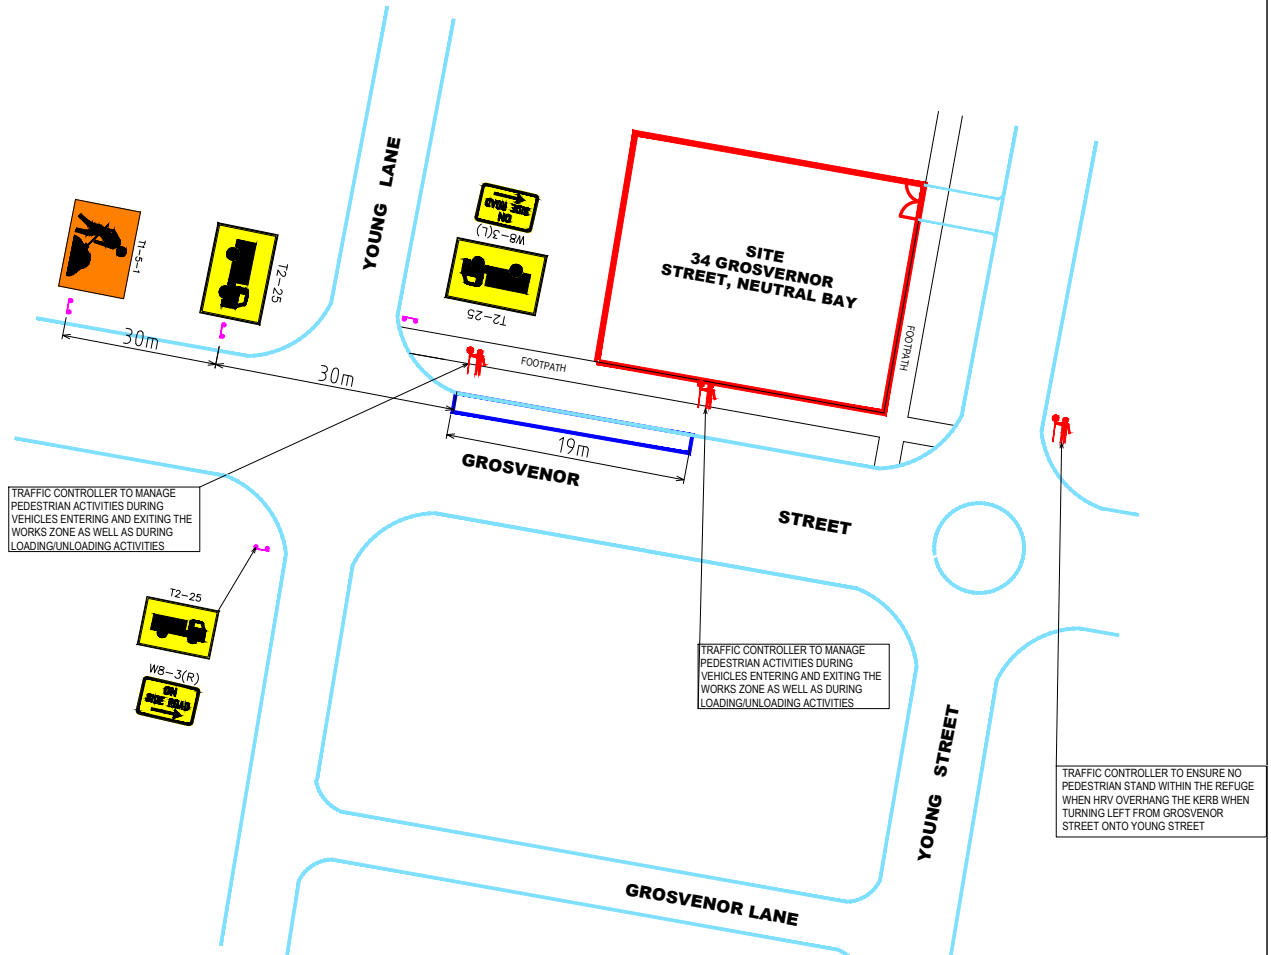 YOUNG LANE
ON
SIDE ROAD
W8-3(L)
T2-25
T1-5-1
T2-25
30m
30m
SITE
34 GROSVERNOR
STREET, NEUTRAL BAY
FOOTPATH
FOOTPATH
19m
GROSVENOR
STREET
TRAFFIC CONTROLLER TO MANAGE
PEDESTRIAN ACTIVITIES DURING
VEHICLES ENTERING AND EXITING THE
WORKS ZONE AS WELL AS DURING
LOADING/UNLOADING ACTIVITIES
T2-25
W8-3(R)
ON
SIDE ROAD
TRAFFIC CONTROLLER TO MANAGE
PEDESTRIAN ACTIVITIES DURING
VEHICLES ENTERING AND EXITING THE
WORKS ZONE AS WELL AS DURING
LOADING/UNLOADING ACTIVITIES
YOUNG STREET
TRAFFIC CONTROLLER TO ENSURE NO
PEDESTRIAN STAND WITHIN THE REFUGE
WHEN HRV OVERHANG THE KERB WHEN
TURNING LEFT FROM GROSVENOR
STREET ONTO YOUNG STREET
GROSVENOR LANE